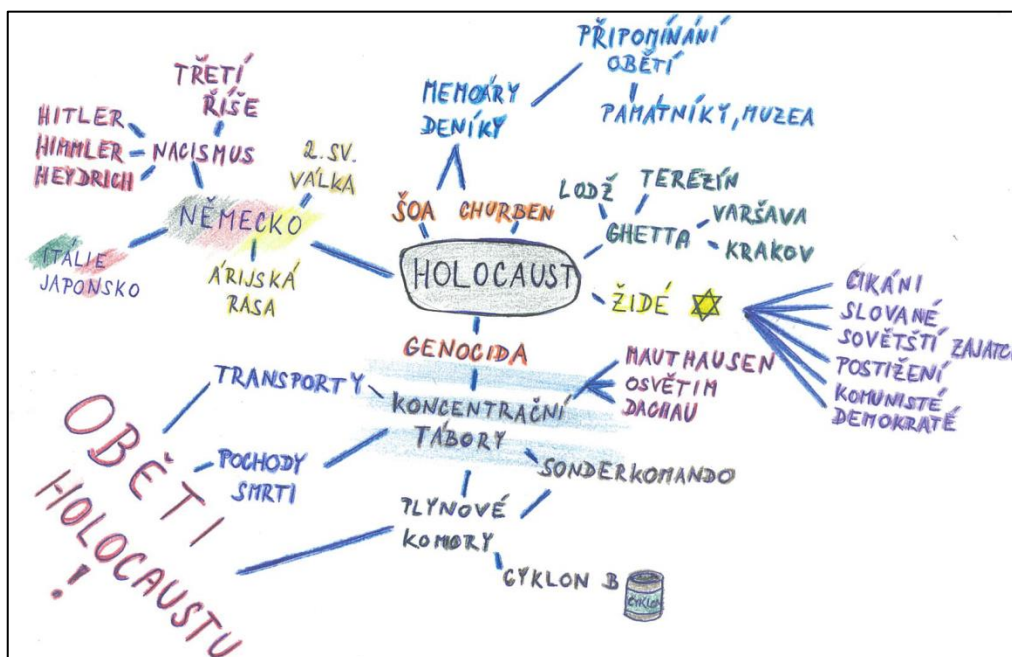 PŘIPOMÍNÁNÍ
OBĚTÍ
PAMÁTNÍKY, MUZEA
MEMOÁRY
DENÍKY
TŘETÍ
ŘÍŠE
HITLER
HIMMLER
HEYDRICH
NACISMUS
2. SV.
VÁLKA
NĚMECKO
ITÁLIE
JAPONSKO
ÁRIJSKÁ
RASA
ŠOA
CHURBEN
HOLOCAUST
LODŽ
TEREZÍN
GHETTA
VARŠAVA
KRAKOV
ŽIDÉ
CIKÁNI
SLOVANÉ
SOVĚTŠTÍ ZAJATCI
POSTIŽENÍ
KOMUNISTÉ
DEMOKRATÉ
GENOCIDA
TRANSPORTY
KONCENTRAČNÍ
TÁBORY
MAUTHAUSEN
OSVĚTIM
DACHAU
POCHODY
SMRTI
SONDERKOMANDO
PLYNOVÉ
KOMORY
CYKLON B
CYKLON
OBĚTI
HOLOCAUSTU
!